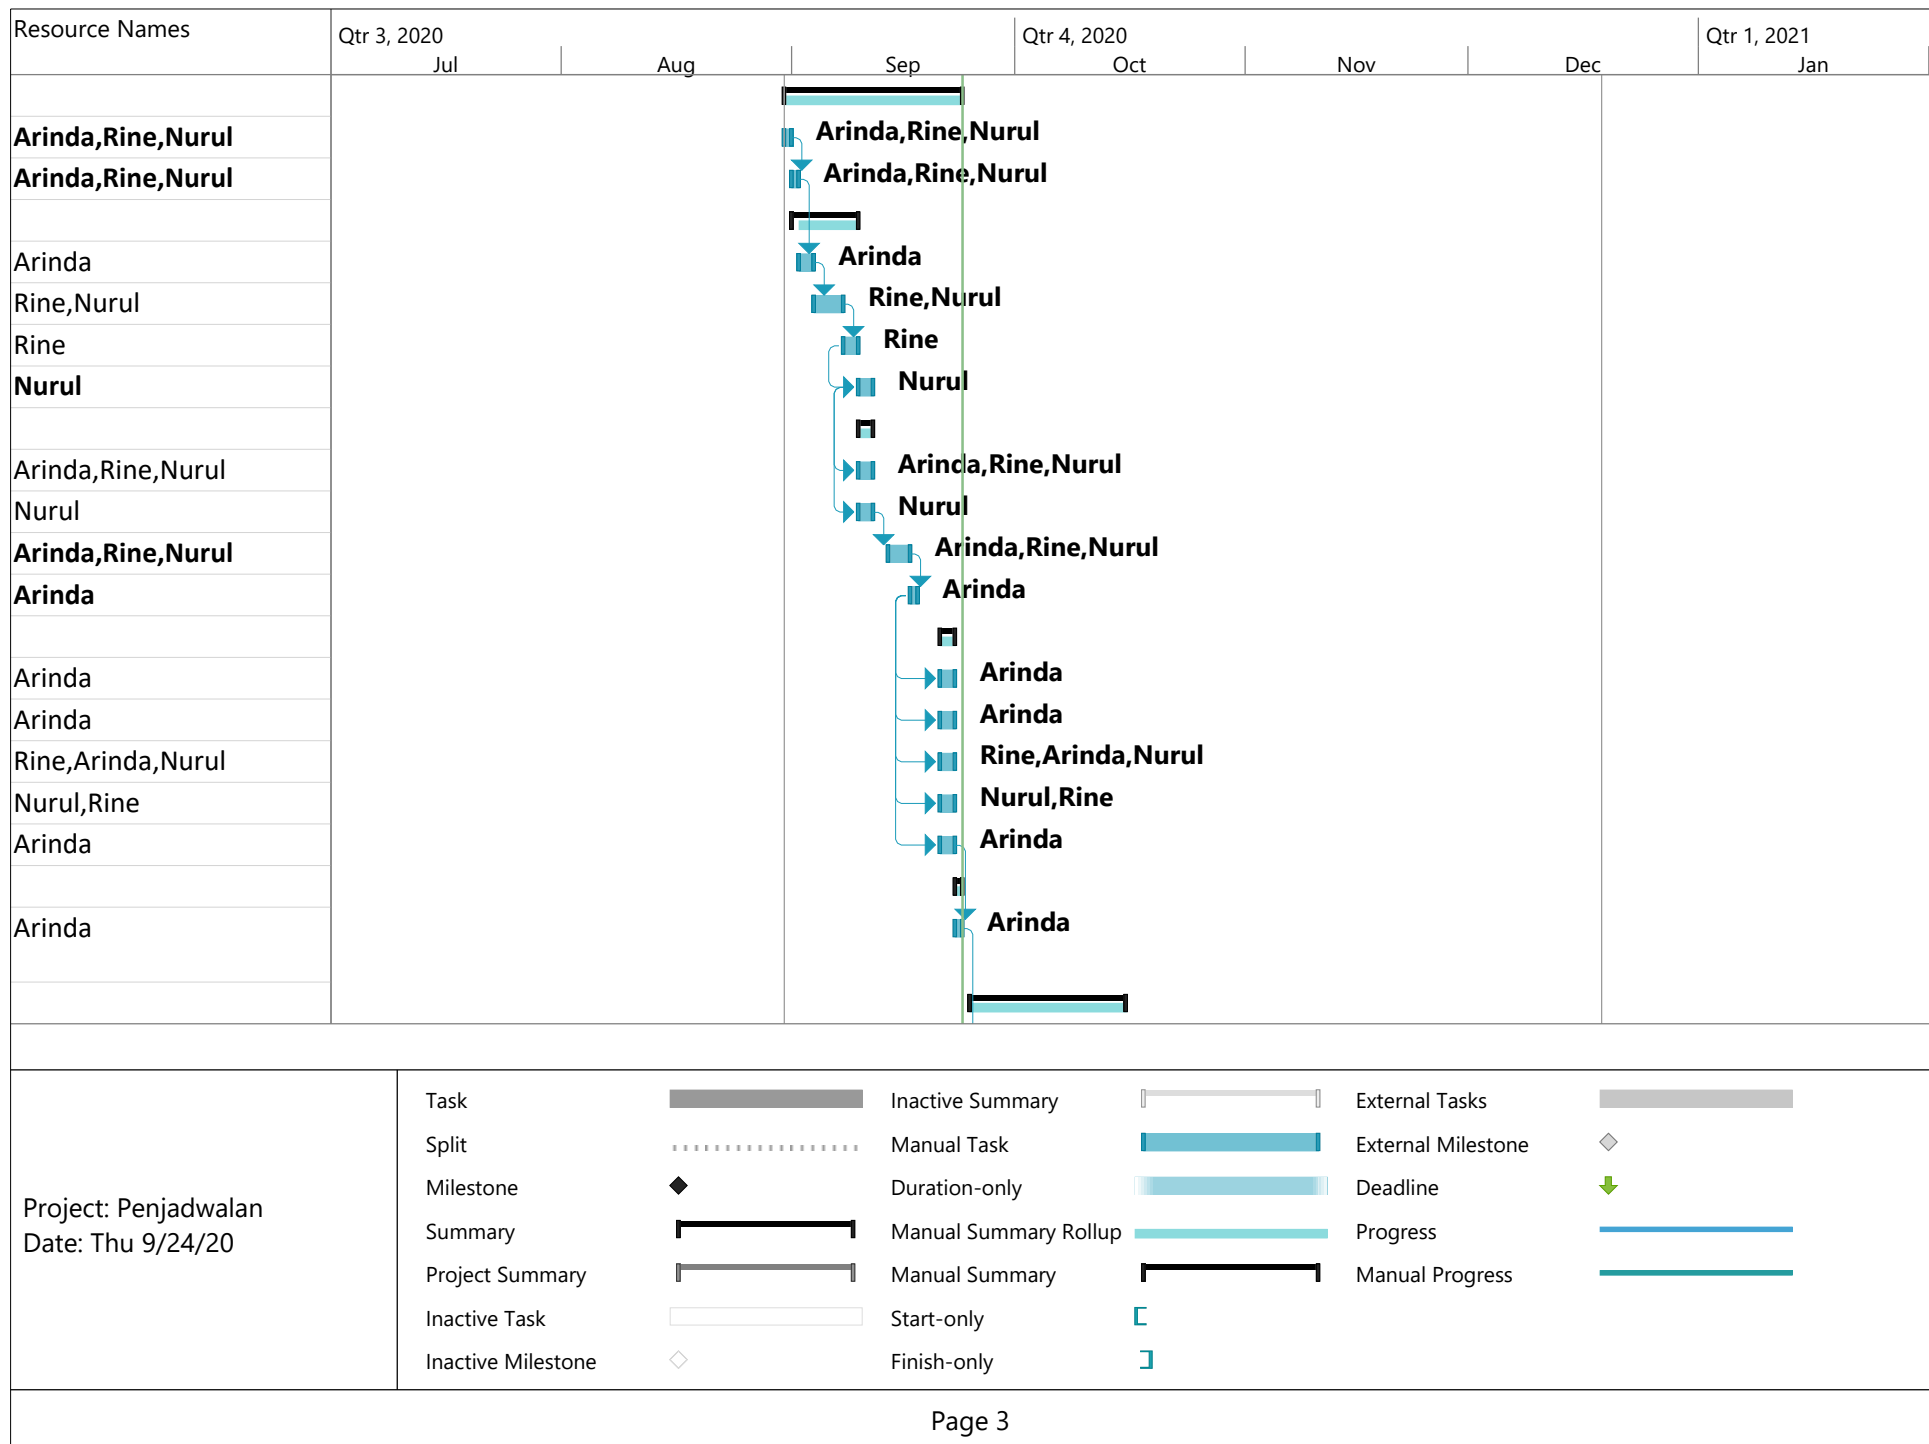 Resource Names
Qtr 3, 2020
Qtr 4, 2020
Qtr 1, 2021
Jul
Aug
Sep
Oct
Nov
Dec
Jan
Arinda,Rine,Nurul
Arinda,Rine,Nurul
Arinda,Rine,Nurul
Arinda,Rine,Nurul
Arinda
Arinda
Rine,Nurul
Rine,Nurul
Rine
Rine
Nurul
Nurul
Arinda,Rine,Nurul
Arinda,Rine,Nurul
Nurul
Nurul
Arinda,Rine,Nurul
Arinda,Rine,Nurul
Arinda
Arinda
Arinda
Arinda
Arinda
Arinda
Rine,Arinda,Nurul
Rine,Arinda,Nurul
Nurul,Rine
Nurul,Rine
Arinda
Arinda
Arinda
Arinda
Project: Penjadwalan
Date: Thu 9/24/20
Task
Split
Milestone
Summary
Project Summary
Inactive Task
Inactive Milestone
Inactive Summary
Manual Task
Duration-only
Manual Summary Rollup
Manual Summary
Start-only
Finish-only
External Tasks
External Milestone
Deadline
Progress
Manual Progress
Page 3